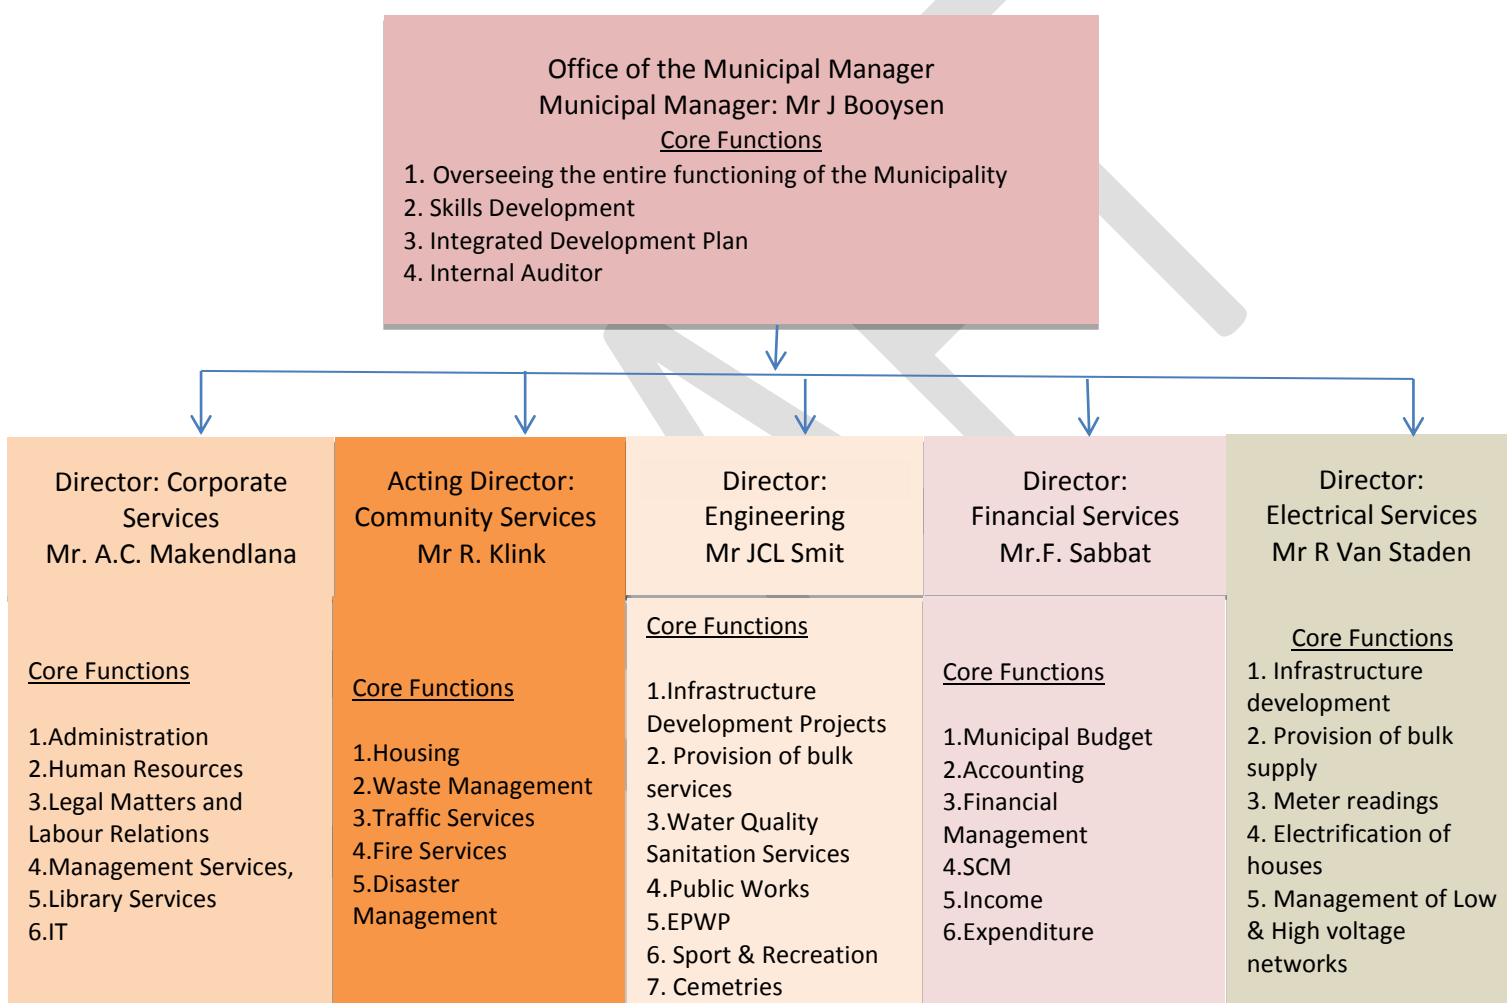 Office of the Municipal Manager
Municipal Manager: Mr J Booysen
Core Functions
1. Overseeing the entire functioning of the Municipality
2. Skills Development
3. Integrated Development Plan
4. Internal Auditor
Director: Corporate
Services
Mr. A.C. Makendlana
Core Functions
1.Administration
2.Human Resources
3.Legal Matters and
Labour Relations
4.Management Services,
5.Library Services
6.IT
Acting Director:
Community Services
Mr R. Klink
Core Functions
1.Housing
2.Waste Management
3.Traffic Services
4.Fire Services
5.Disaster
Management
Director:
Engineering
Mr JCL Smit
Core Functions
1.Infrastructure
Development Projects
2. Provision of bulk
services
3.Water Quality
Sanitation Services
4.Public Works
5.EPWP
6. Sport & Recreation
7. Cemetries
Director:
Financial Services
Mr.F. Sabbat
Core Functions
1.Municipal Budget
2.Accounting
3.Financial
Management
4.SCM
5.Income
6.Expenditure
Director:
Electrical Services
Mr R Van Staden
Core Functions
1. Infrastructure
development
2. Provision of bulk
supply
3. Meter readings
4. Electrification of
houses
5. Management of Low
& High voltage
networks